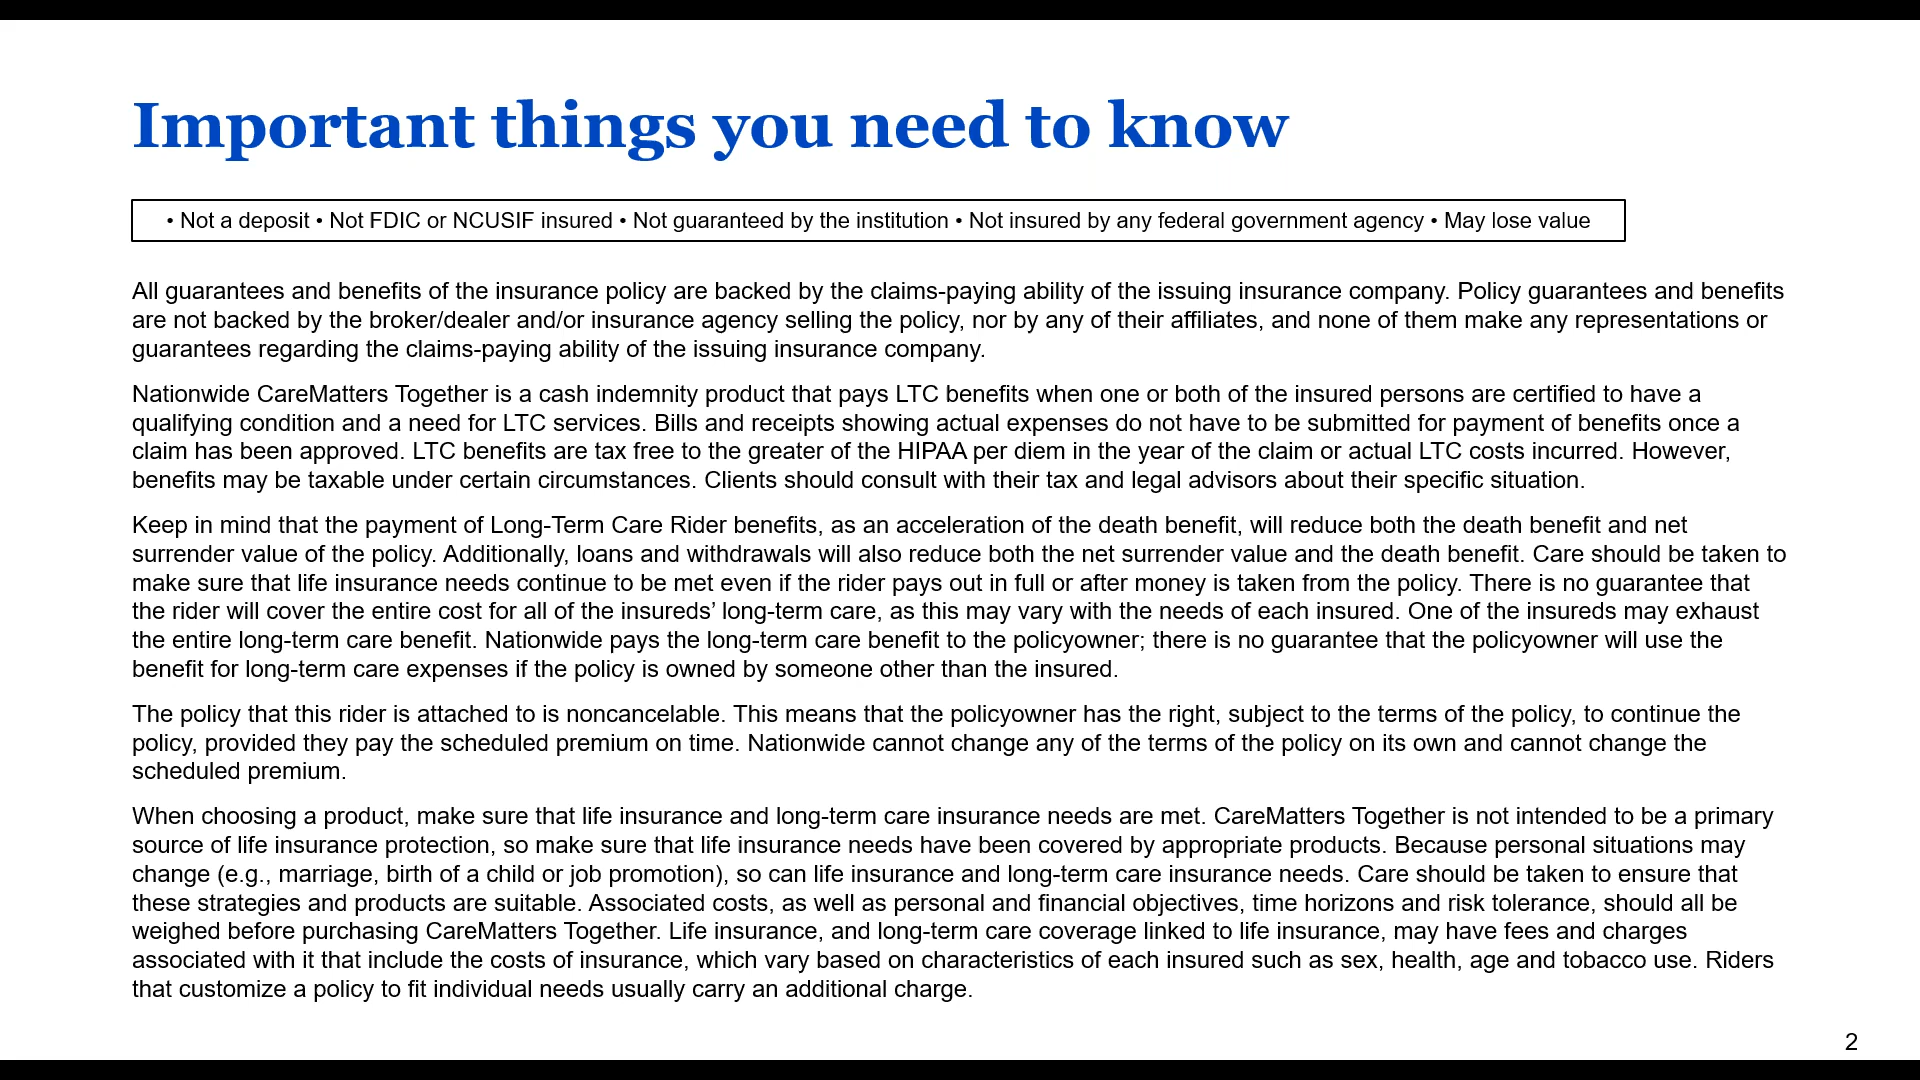 Important things you need to know
• Not a deposit • Not FDIC or NCUSIF insured • Not guaranteed by the institution • Not insured by any federal government agency • May lose value
All guarantees and benefits of the insurance policy are backed by the claims-paying ability of the issuing insurance company. Policy guarantees and benefits
are not backed by the broker/dealer and/or insurance agency selling the policy, nor by any of their affiliates, and none of them make any representations or
guarantees regarding the claims-paying ability of the issuing insurance company.
Nationwide CareMatters Together is a cash indemnity product that pays LTC benefits when one or both of the insured persons are certified to have a
qualifying condition and a need for LTC services. Bills and receipts showing actual expenses do not have to be submitted for payment of benefits once a
claim has been approved. LTC benefits are tax free to the greater of the HIPAA per diem in the year of the claim or actual LTC costs incurred. However,
benefits may be taxable under certain circumstances. Clients should consult with their tax and legal advisors about their specific situation.
Keep in mind that the payment of Long-Term Care Rider benefits, as an acceleration of the death benefit, will reduce both the death benefit and net
surrender value of the policy. Additionally, loans and withdrawals will also reduce both the net surrender value and the death benefit. Care should be taken to
make sure that life insurance needs continue to be met even if the rider pays out in full or after money is taken from the policy. There is no guarantee that
the rider will cover the entire cost for all of the insureds’ long-term care, as this may vary with the needs of each insured. One of the insureds may exhaust
the entire long-term care benefit. Nationwide pays the long-term care benefit to the policyowner; there is no guarantee that the policyowner will use the
benefit for long-term care expenses if the policy is owned by someone other than the insured.
The policy that this rider is attached to is noncancelable. This means that the policyowner has the right, subject to the terms of the policy, to continue the
policy, provided they pay the scheduled premium on time. Nationwide cannot change any of the terms of the policy on its own and cannot change the
scheduled premium.
When choosing a product, make sure that life insurance and long-term care insurance needs are met. CareMatters Together is not intended to be a primary
source of life insurance protection, so make sure that life insurance needs have been covered by appropriate products. Because personal situations may
change (e.g., marriage, birth of a child or job promotion), so can life insurance and long-term care insurance needs. Care should be taken to ensure that
these strategies and products are suitable. Associated costs, as well as personal and financial objectives, time horizons and risk tolerance, should all be
weighed before purchasing CareMatters Together. Life insurance, and long-term care coverage linked to life insurance, may have fees and charges
associated with it that include the costs of insurance, which vary based on characteristics of each insured such as sex, health, age and tobacco use. Riders
that customize a policy to fit individual needs usually carry an additional charge.
2